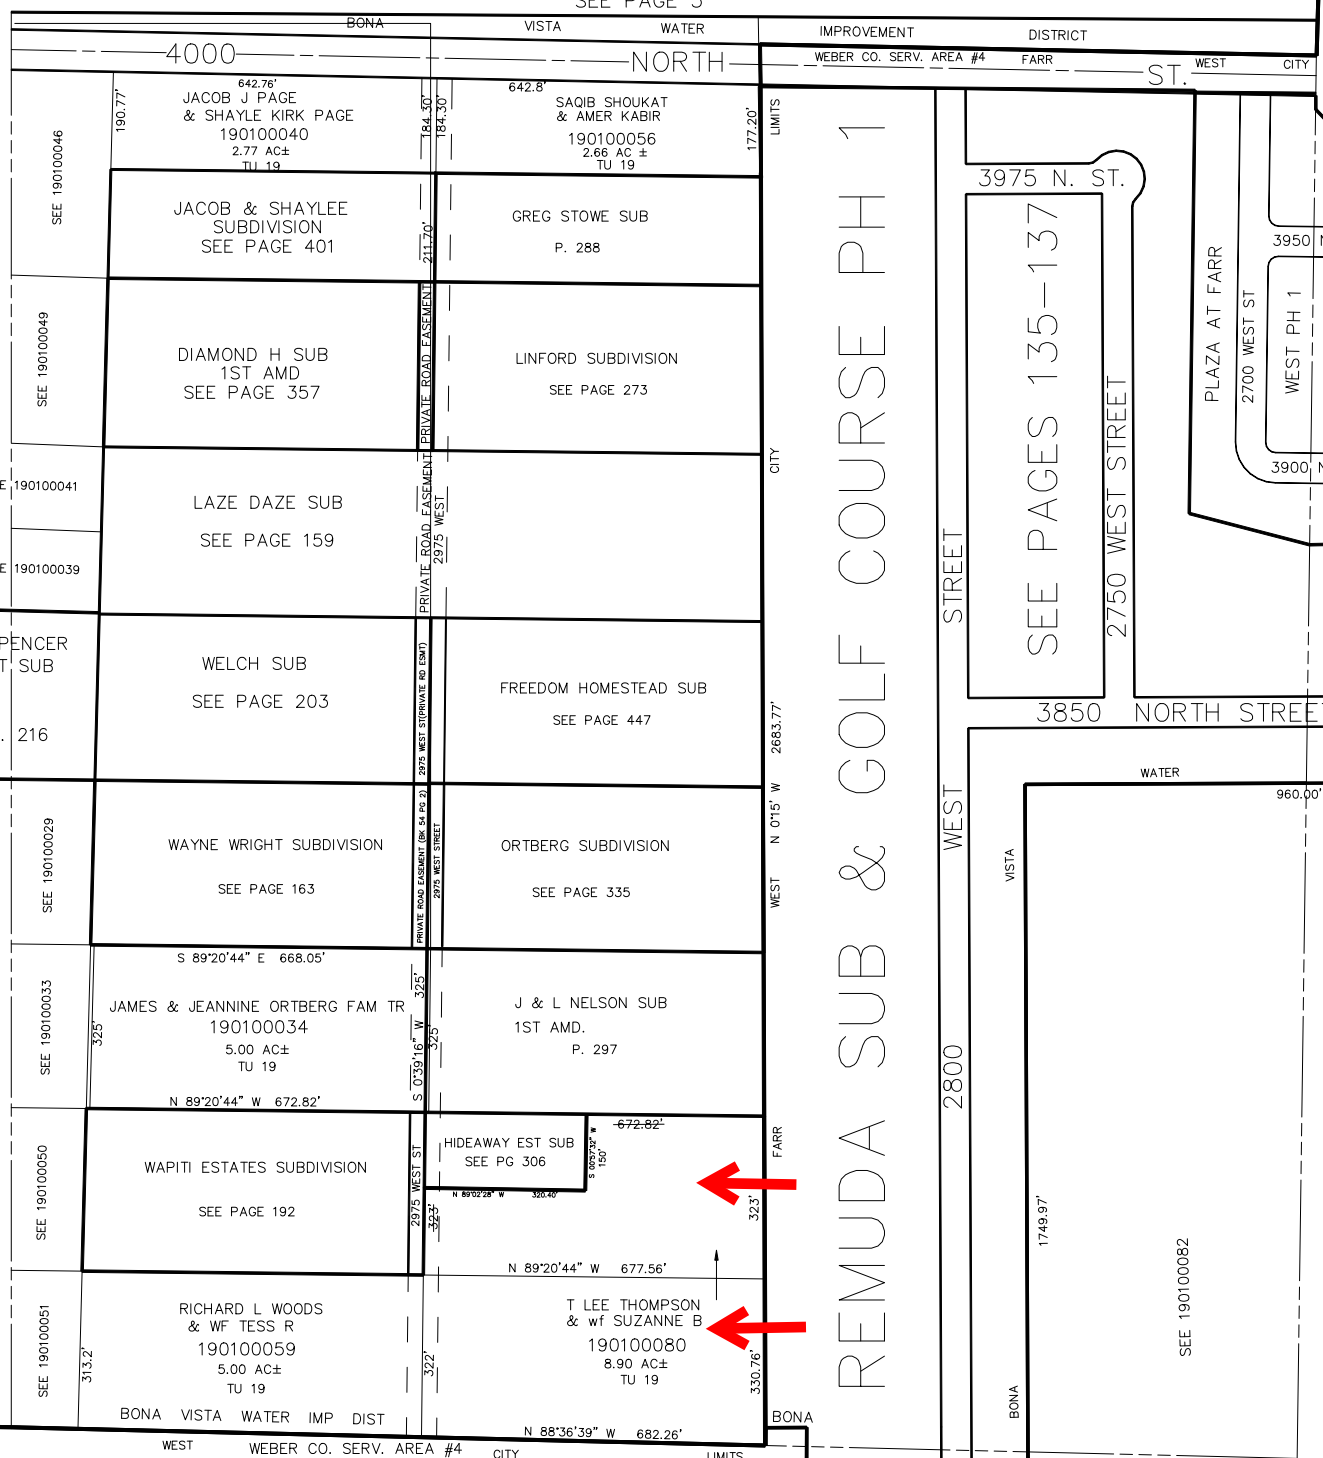 SEE PAGE 5
BONA VISTA WATER IMPROVEMENT DISTRICT
4000 NORTH ST.
WEBER CO. SERV. AREA #4 FARR WEST CITY
LIMITS
642.76'
JACOB J PAGE
& SHAYLE KIRK PAGE
190100040
2.77 AC±
TU 19
190.77'
184.30'
184.30'
642.8'
SAQIB SHOUKAT
& AMER KABIR
190100056
2.66 AC ±
TU 19
177.20'
SEE 190100046
JACOB & SHAYLEE
SUBDIVISION
SEE PAGE 401
211.70'
GREG STOWE SUB
P. 288
3975 N. ST.
3950 N
SEE 190100049
DIAMOND H SUB
1ST AMD
SEE PAGE 357
PRIVATE ROAD EASEMENT
LINFORD SUBDIVISION
SEE PAGE 273
PLAZA AT FARR
2700 WEST ST
WEST PH 1
3900 N
CITY
E 190100041
E 190100039
LAZE DAZE SUB
SEE PAGE 159
PRIVATE ROAD EASEMENT
2975 WEST
REMUDA SUB & GOLF COURSE PH 1
SEE PAGES 135-137
2750 WEST STREET
2800 WEST STREET
PENCER
T SUB
. 216
WELCH SUB
SEE PAGE 203
2975 WEST ST(PRIVATE RD ESMT)
FREEDOM HOMESTEAD SUB
SEE PAGE 447
2683.77'
N 0°15' W
WEST
3850 NORTH STREET
WATER
960.00'
VISTA
BONA
SEE 190100029
WAYNE WRIGHT SUBDIVISION
SEE PAGE 163
PRIVATE ROAD EASEMENT (BK 54 PG 2)
2975 WEST STREET
ORTBERG SUBDIVISION
SEE PAGE 335
SEE 190100033
S 89°20'44" E 668.05'
JAMES & JEANNINE ORTBERG FAM TR
190100034
5.00 AC±
TU 19
325'
N 89°20'44" W 672.82'
S 0°39'16" W 325'
325'
J & L NELSON SUB
1ST AMD.
P. 297
SEE 190100050
WAPITI ESTATES SUBDIVISION
SEE PAGE 192
2975 WEST ST
323'
HIDEAWAY EST SUB
SEE PG 306
672.82'
S 00°57'32" W
150'
N 89°02'28" W 320.40'
FARR
323'
N 89°20'44" W 677.56'
1749.97'
SEE 190100082
SEE 190100051
RICHARD L WOODS
& WF TESS R
190100059
5.00 AC±
TU 19
313.2'
322'
T LEE THOMPSON
& wf SUZANNE B
190100080
8.90 AC±
TU 19
330.76'
BONA VISTA WATER IMP DIST
N 88°36'39" W 682.26'
BONA
WEST WEBER CO. SERV. AREA #4 CITY LIMITS